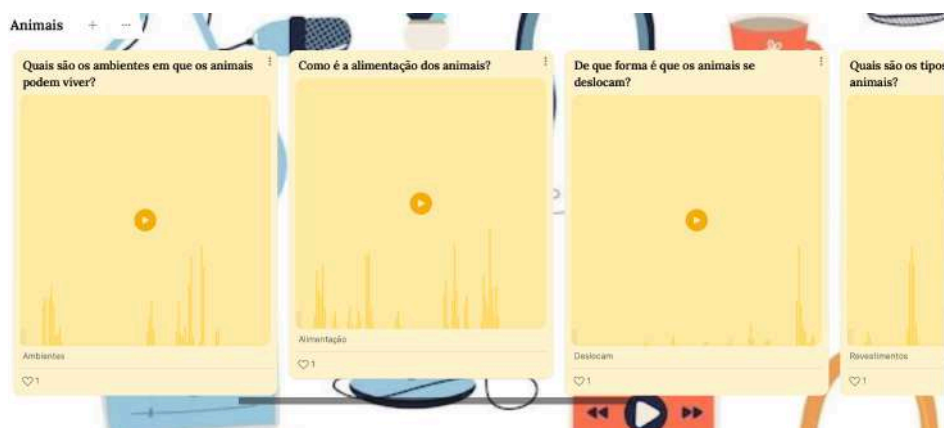 Animais
Quais são os ambientes em que os animais
podem viver?
Ambientes
1
Como é a alimentação dos animais?
Alimentação
1
De que forma é que os animais se
deslocam?
Deslocam
1
Quais são os tipos
animais?
Revestimentos
1